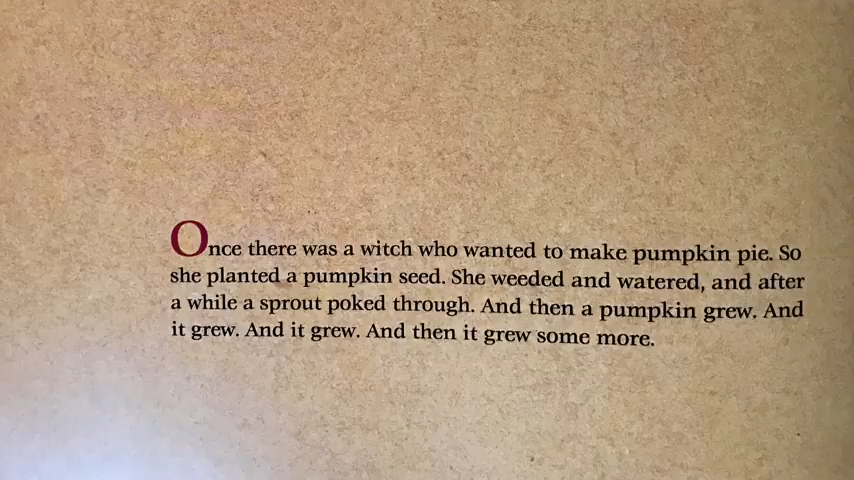 Once there was a witch who wanted to make pumpkin pie. So
she planted a pumpkin seed. She weeded and watered, and after
a while a sprout poked through. And then a pumpkin grew. And
it grew. And it grew. And then it grew some more.